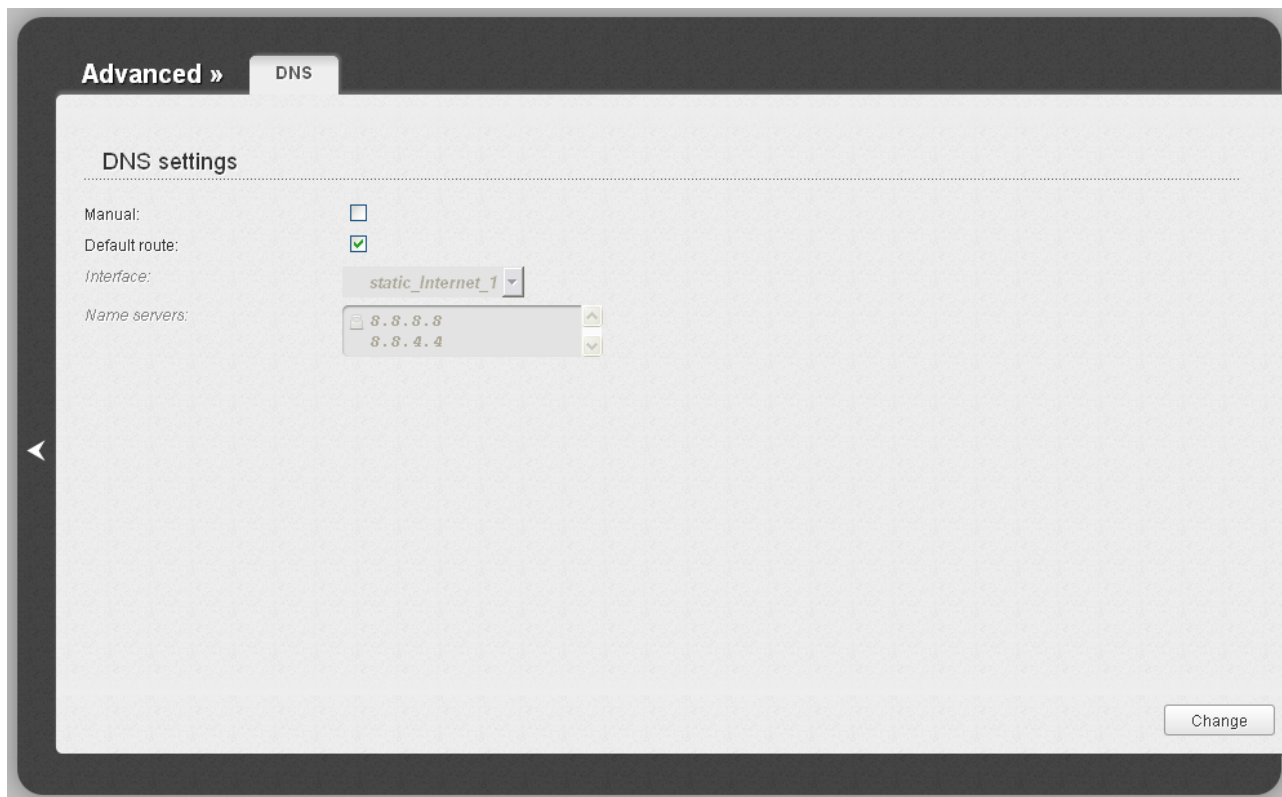 Advanced » DNS
DNS settings
Manual:
Default route:
Interface: static_Internet_1
Name servers: 8.8.8.8
8.8.4.4
Change